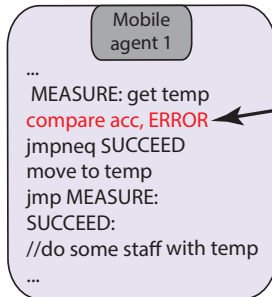 Mobile
agent 1
...
MEASURE: get temp
compare acc, ERROR
jmpneq SUCCEED
move to temp
jmp MEASURE:
SUCCEED:
//do some staff with temp
...